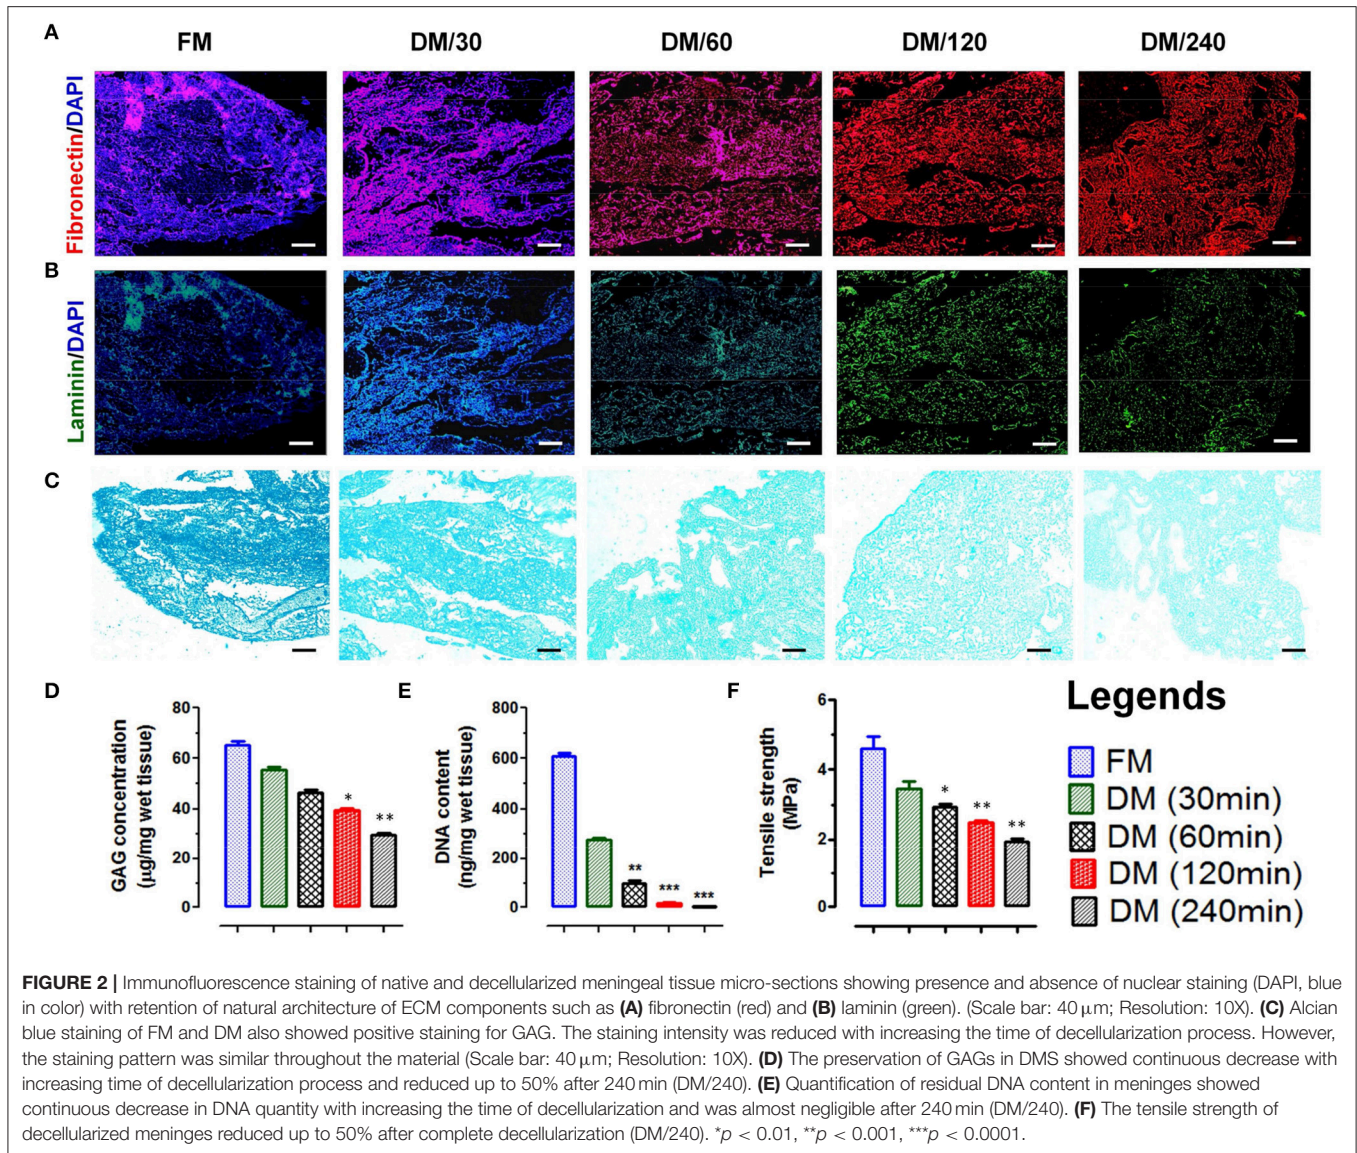 A
FM
DM/30
DM/60
DM/120
DM/240
Fibronectin/DAPI
B
Laminin/DAPI
C
D
GAG concentration
(µg/mg wet tissue)
80
60
40
20
0
*
**
E
DNA content
(ng/mg wet tissue)
800
600
400
200
0
**
***
***
F
Tensile strength
(MPa)
6
4
2
0
*
**
**
Legends
FM
DM (30min)
DM (60min)
DM (120min)
DM (240min)
FIGURE 2 | Immunofluorescence staining of native and decellularized meningeal tissue micro-sections showing presence and absence of nuclear staining (DAPI, blue
in color) with retention of natural architecture of ECM components such as (A) fibronectin (red) and (B) laminin (green). (Scale bar: 40 µm; Resolution: 10X). (C) Alcian
blue staining of FM and DM also showed positive staining for GAG. The staining intensity was reduced with increasing the time of decellularization process. However,
the staining pattern was similar throughout the material (Scale bar: 40 µm; Resolution: 10X). (D) The preservation of GAGs in DMS showed continuous decrease with
increasing time of decellularization process and reduced up to 50% after 240 min (DM/240). (E) Quantification of residual DNA content in meninges showed
continuous decrease in DNA quantity with increasing the time of decellularization and was almost negligible after 240 min (DM/240). (F) The tensile strength of
decellularized meninges reduced up to 50% after complete decellularization (DM/240). *p < 0.01, **p < 0.001, ***p < 0.0001.